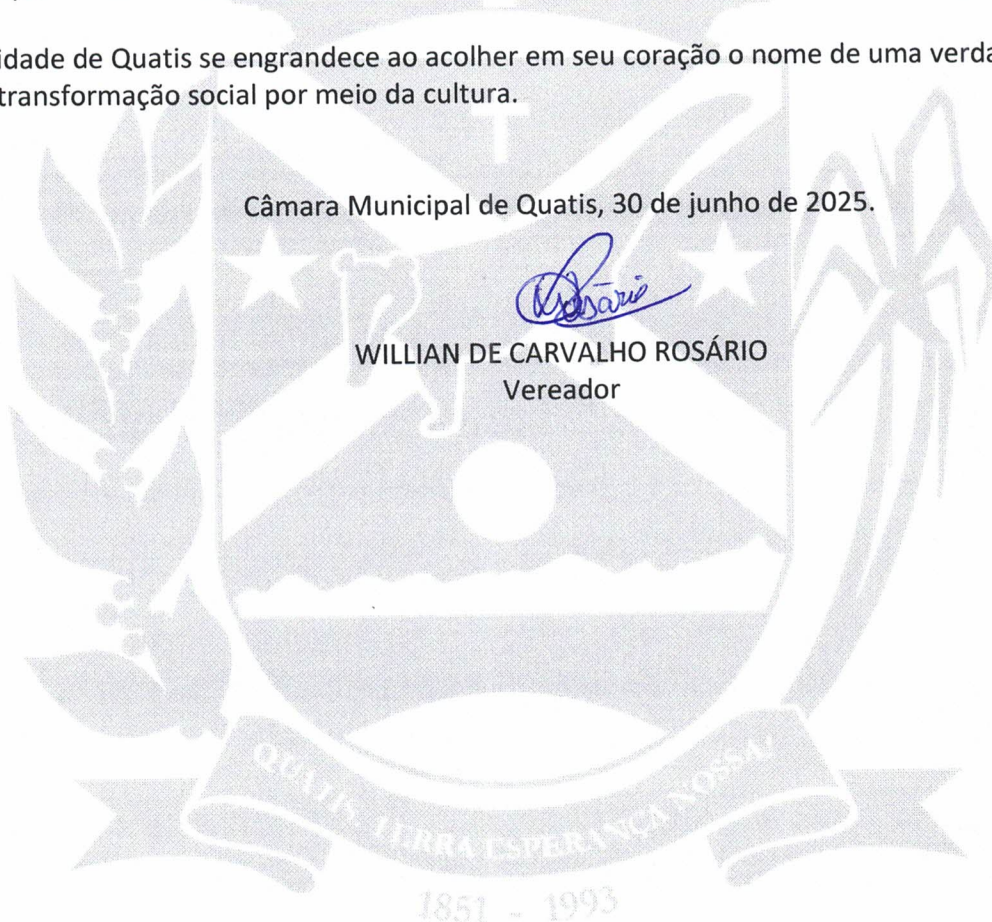 idade de Quatis se engrandece ao acolher em seu coração o nome de uma verda
transformação social por meio da cultura.
Câmara Municipal de Quatis, 30 de junho de 2025.
Rosário
WILLIAN DE CARVALHO ROSÁRIO
Vereador
QUATIS, TERRA ESPERANÇA NOSSA!
1851 - 1993